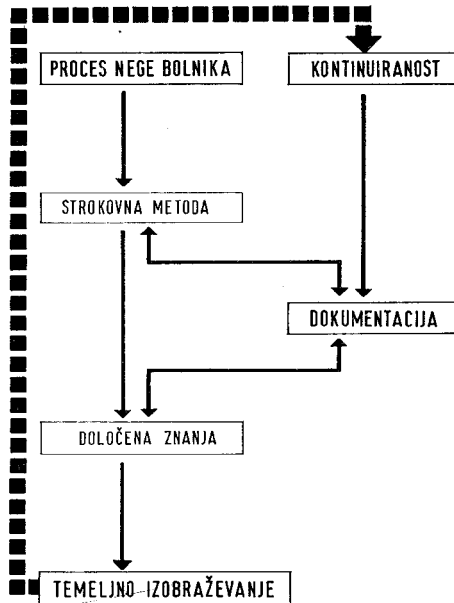 PROCES NEGE BOLNIKA
KONTINUIRANOST
STROKOVNA METODA
DOKUMENTACIJA
DOLOČENA ZNANJA
TEMELJNO IZOBRAŽEVANJE